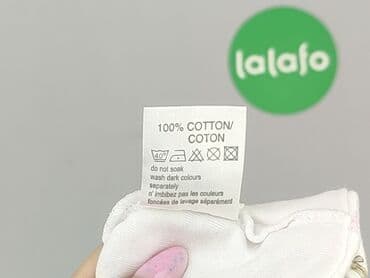 lalafo
100% COTTON/
COTON
40°
do not soak
wash dark colours
separately
n' imbibez pas les couleurs
foncées de lavage séparément